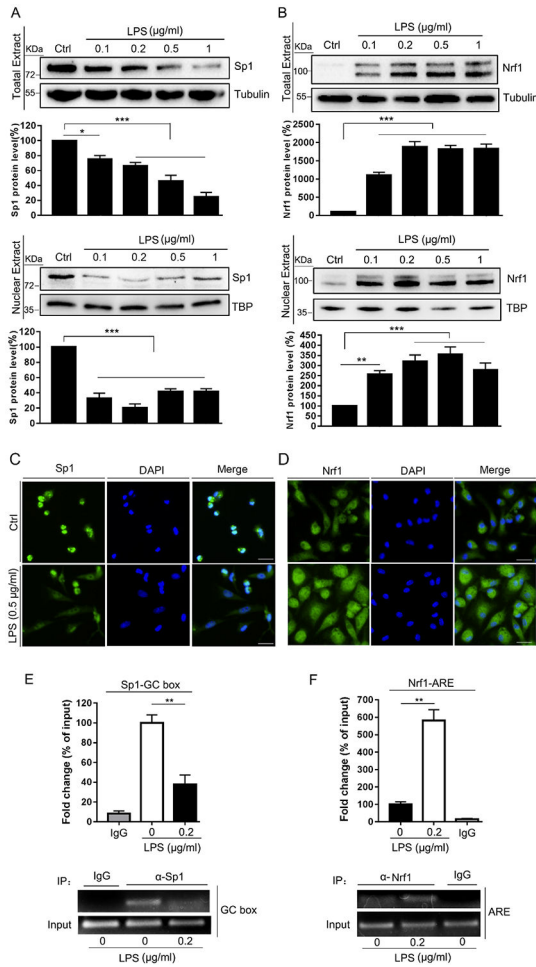 A
LPS (µg/ml)
KDa Ctrl 0.1 0.2 0.5 1
Toatal Extract
72 Sp1
55 Tubulin
Sp1 protein level(%)
120
100
80
60
40
20
0
***
*
LPS (µg/ml)
KDa Ctrl 0.1 0.2 0.5 1
Nuclear Extract
72 Sp1
35 TBP
Sp1 protein level(%)
120
100
80
60
40
20
0
***
B
LPS (µg/ml)
KDa Ctrl 0.1 0.2 0.5 1
Toatal Extract
100 Nrf1
55 Tubulin
Nrf1 protein level (%)
2500
2000
1500
1000
500
0
***
LPS (µg/ml)
KDa Ctrl 0.1 0.2 0.5 1
Nuclear Extract
100 Nrf1
35 TBP
Nrf1 protein level (%)
450
400
350
300
250
200
150
100
50
0
***
**
C
Sp1 DAPI Merge
Ctrl
LPS (0.5 µg/ml)
D
Nrf1 DAPI Merge
E
Sp1-GC box
Fold change (% of input)
120
100
80
60
40
20
0
**
IgG 0 0.2
LPS (µg/ml)
IP: IgG α-Sp1
GC box
Input
0 0 0.2
LPS (µg/ml)
F
Nrf1-ARE
Fold change (% of input)
700
600
500
400
300
200
100
0
**
0 0.2 IgG
LPS (µg/ml)
IP: α-Nrf1 IgG
ARE
Input
0 0.2 0
LPS (µg/ml)